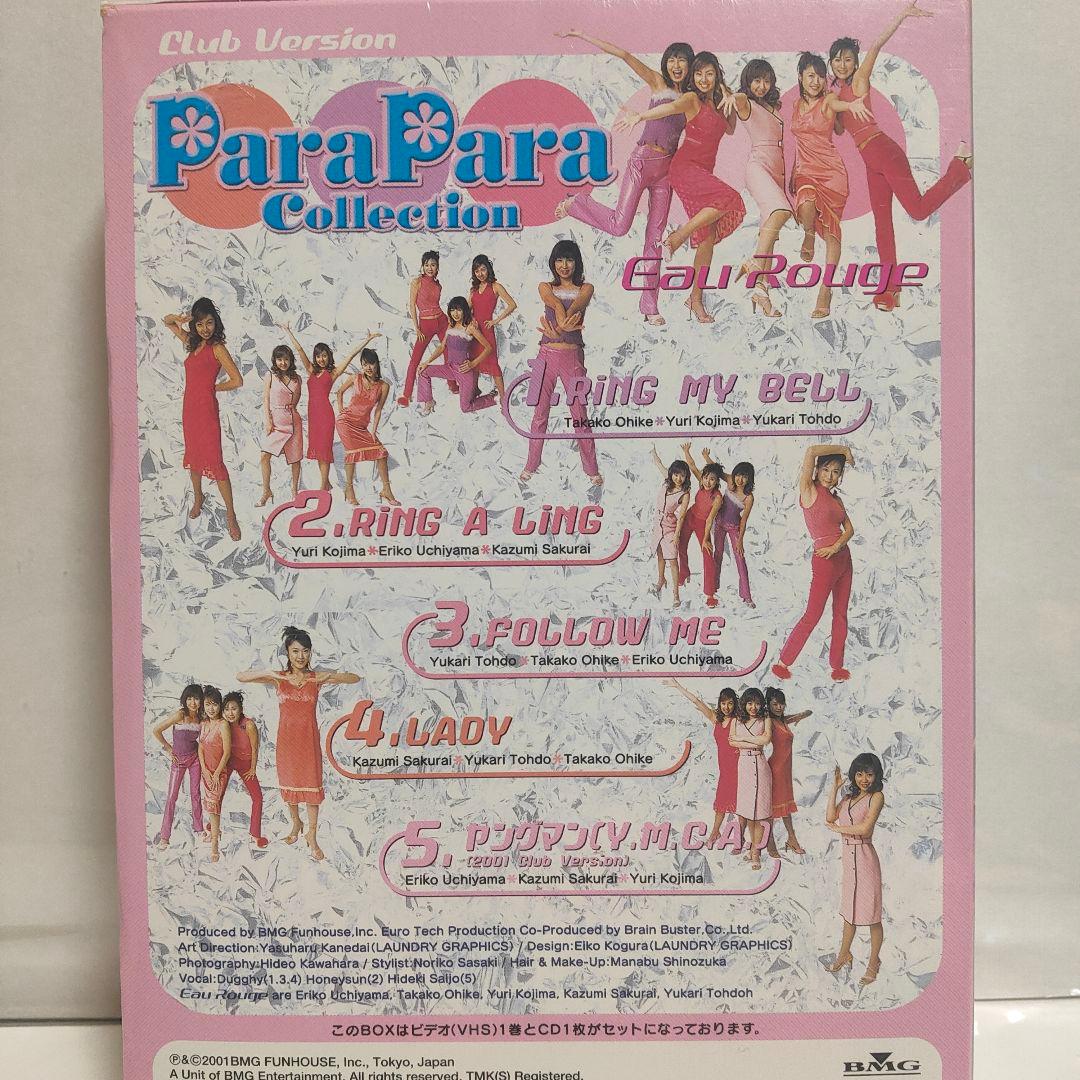 Club Version
ParaPara
Collection
Eau Rouge
1.RiNG MY BELL
Takako Ohike*Yuri Kojima*Yukari Tohdo
2.RiNG A LiNG
Yuri Kojima*Eriko Uchiyama*Kazumi Sakurai
3.FOLLOW ME
Yukari Tohdo*Takako Ohike*Eriko Uchiyama
4.LADY
Kazumi Sakurai*Yukari Tohdo*Takako Ohike
5.ヤングマン(Y.M.C.A.)
(2001 Club Version)
Eriko Uchiyama*Kazumi Sakurai*Yuri Kojima
Produced by BMG Funhouse,Inc. Euro Tech Production Co-Produced by Brain Buster.Co.,Ltd.
Art Direction:Yasuharu Kanedai(LAUNDRY GRAPHICS) / Design:Eiko Kogura(LAUNDRY GRAPHICS)
Photography:Hideo Kawahara / Stylist:Noriko Sasaki / Hair & Make-Up:Manabu Shinozuka
Vocal:Dugghy(1.3.4) Honeysun(2) Hideki Saijo(5)
Eau Rouge are Eriko Uchiyama, Takako Ohike, Yuri Kojima, Kazumi Sakurai, Yukari Tohdoh
このBOXはビデオ(VHS)1巻とCD1枚がセットになっております。
℗&©2001BMG FUNHOUSE, Inc., Tokyo, Japan
A Unit of BMG Entertainment. All rights reserved. TMK(S) Registered.
BMG